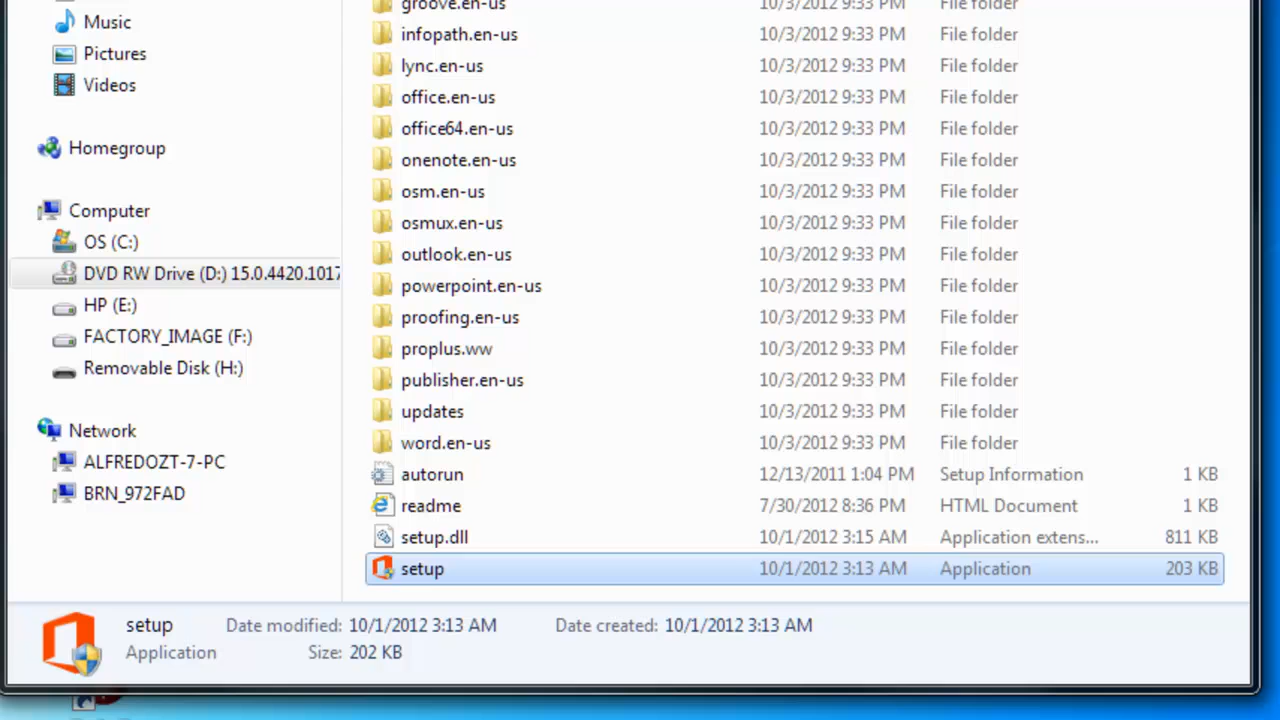 Music
Pictures
Videos
Homegroup
Computer
OS (C:)
DVD RW Drive (D:) 15.0.4420.1017
HP (E:)
FACTORY_IMAGE (F:)
Removable Disk (H:)
Network
ALFREDOZT-7-PC
BRN_972FAD
groove.en-us 10/3/2012 9:33 PM File folder
infopath.en-us 10/3/2012 9:33 PM File folder
lync.en-us 10/3/2012 9:33 PM File folder
office.en-us 10/3/2012 9:33 PM File folder
office64.en-us 10/3/2012 9:33 PM File folder
onenote.en-us 10/3/2012 9:33 PM File folder
osm.en-us 10/3/2012 9:33 PM File folder
osmux.en-us 10/3/2012 9:33 PM File folder
outlook.en-us 10/3/2012 9:33 PM File folder
powerpoint.en-us 10/3/2012 9:33 PM File folder
proofing.en-us 10/3/2012 9:33 PM File folder
proplus.ww 10/3/2012 9:33 PM File folder
publisher.en-us 10/3/2012 9:33 PM File folder
updates 10/3/2012 9:33 PM File folder
word.en-us 10/3/2012 9:33 PM File folder
autorun 12/13/2011 1:04 PM Setup Information 1 KB
readme 7/30/2012 8:36 PM HTML Document 1 KB
setup.dll 10/1/2012 3:15 AM Application extens... 811 KB
setup 10/1/2012 3:13 AM Application 203 KB
setup Date modified: 10/1/2012 3:13 AM Date created: 10/1/2012 3:13 AM
Application Size: 202 KB